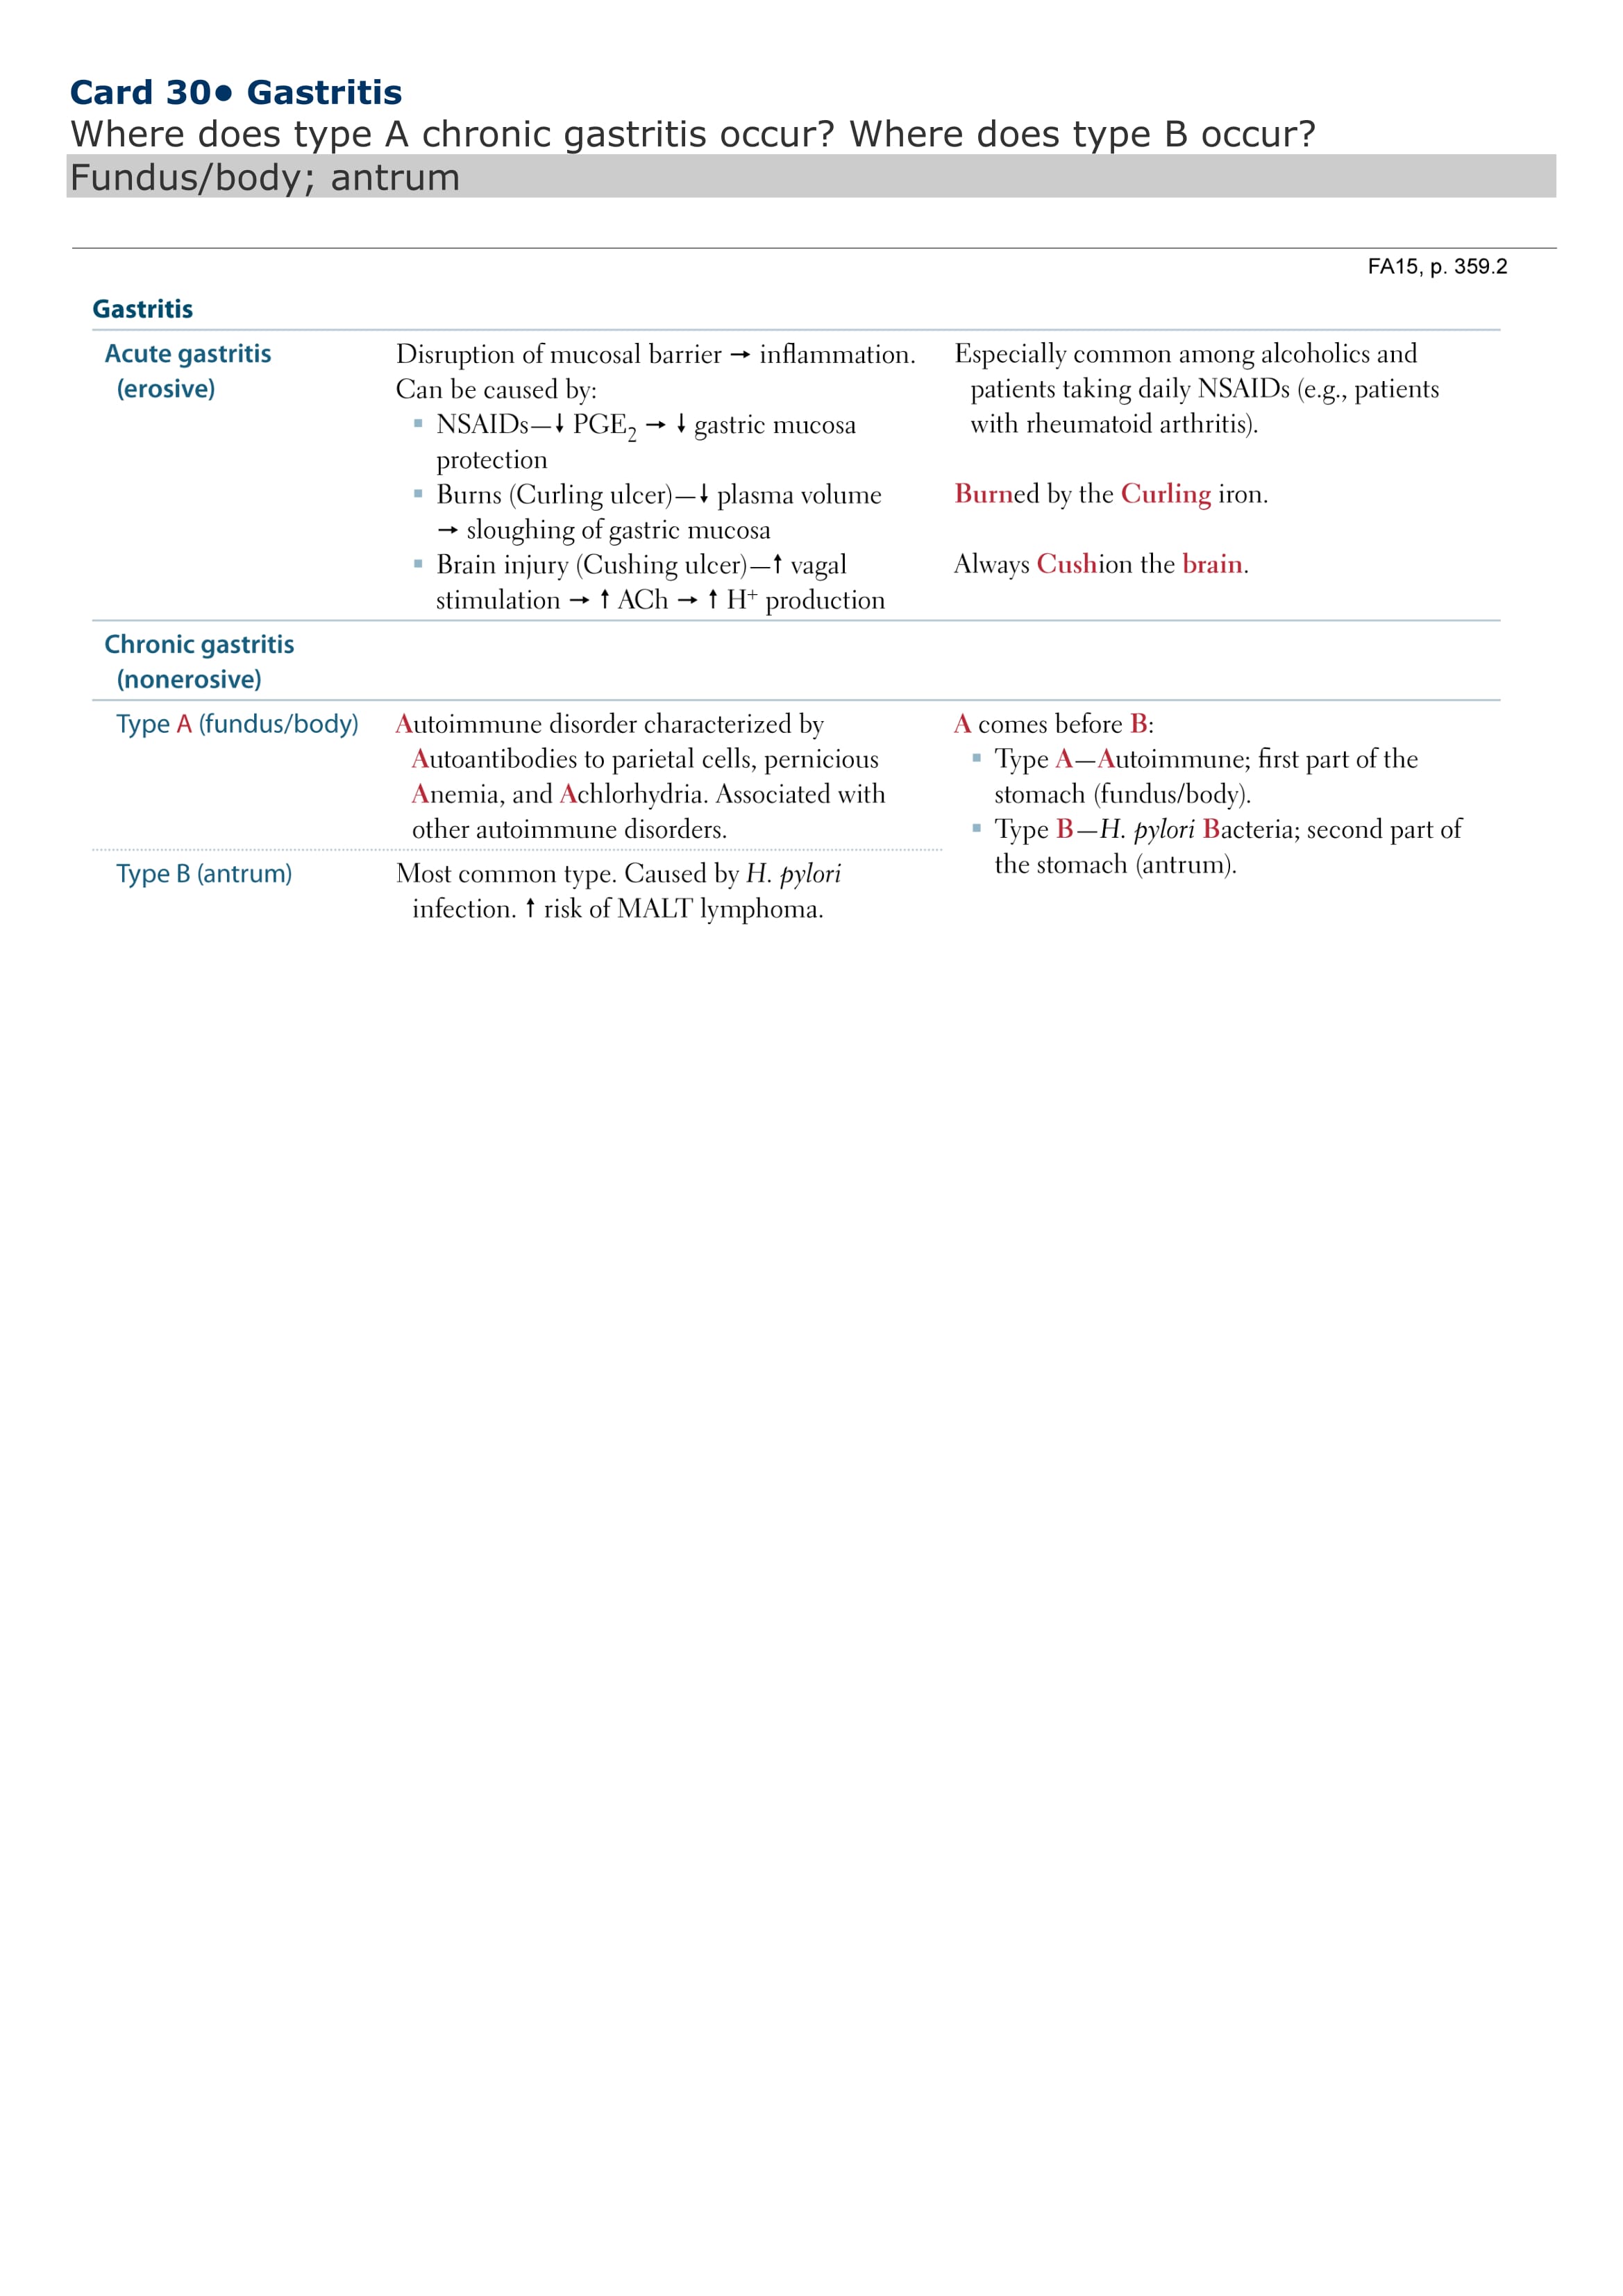 Card 30● Gastritis
Where does type A chronic gastritis occur? Where does type B occur?
Fundus/body; antrum
FA15, p. 359.2
Gastritis
Acute gastritis
(erosive)
Disruption of mucosal barrier → inflammation.
Can be caused by:
▪ NSAIDs—↓ PGE₂ → ↓ gastric mucosa
protection
▪ Burns (Curling ulcer)—↓ plasma volume
→ sloughing of gastric mucosa
▪ Brain injury (Cushing ulcer)—↑ vagal
stimulation → ↑ ACh → ↑ H⁺ production
Especially common among alcoholics and
patients taking daily NSAIDs (e.g., patients
with rheumatoid arthritis).
Burned by the Curling iron.
Always Cushion the brain.
Chronic gastritis
(nonerosive)
Type A (fundus/body)
Autoimmune disorder characterized by
Autoantibodies to parietal cells, pernicious
Anemia, and Achlorhydria. Associated with
other autoimmune disorders.
A comes before B:
▪ Type A—Autoimmune; first part of the
stomach (fundus/body).
▪ Type B—H. pylori Bacteria; second part of
the stomach (antrum).
Type B (antrum)
Most common type. Caused by H. pylori
infection. ↑ risk of MALT lymphoma.